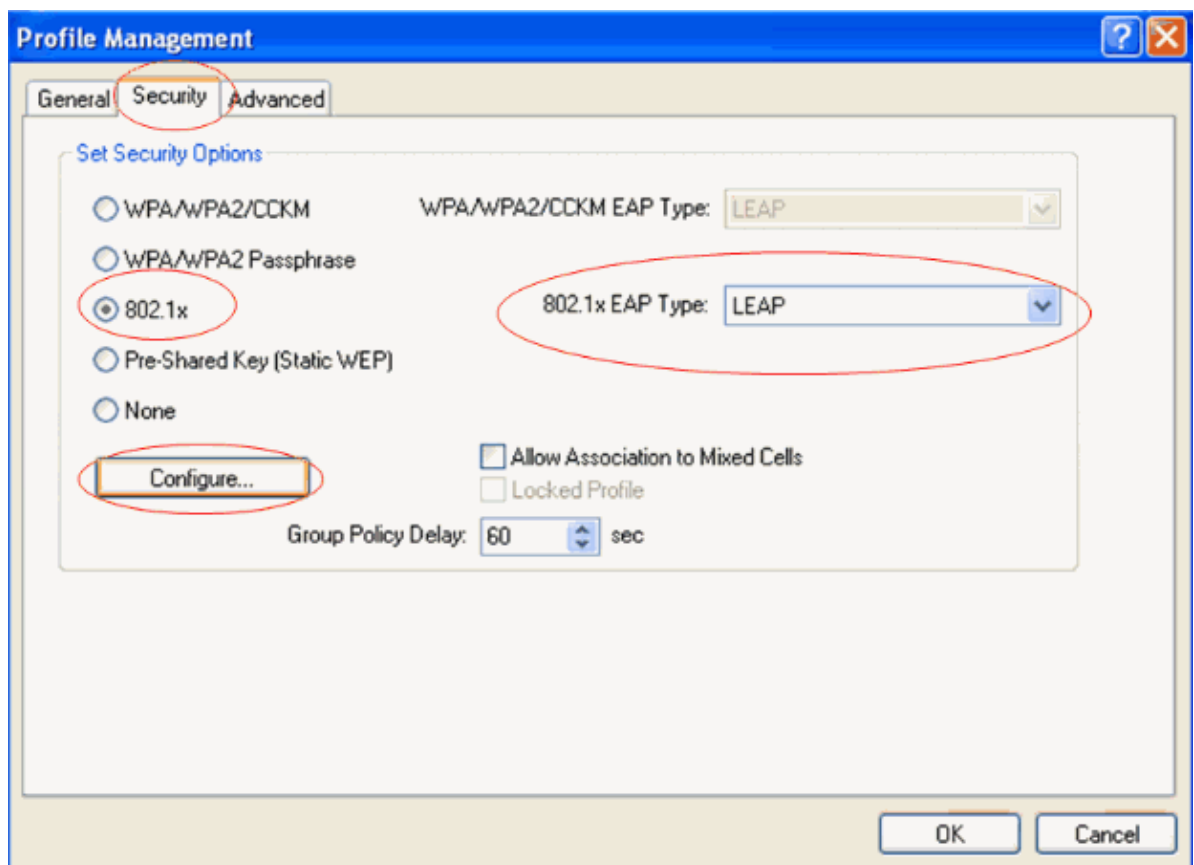 Profile Management
General Security Advanced
Set Security Options
WPA/WPA2/CCKM WPA/WPA2/CCKM EAP Type: LEAP
WPA/WPA2 Passphrase
802.1x 802.1x EAP Type: LEAP
Pre-Shared Key (Static WEP)
None
Configure... Allow Association to Mixed Cells
Locked Profile
Group Policy Delay: 60 sec
OK Cancel